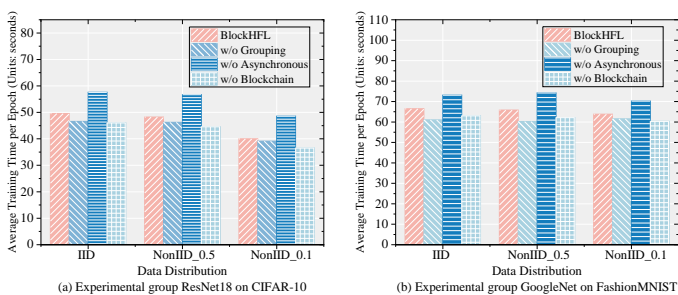 Average Training Time per Epoch (Units: seconds)
80
70
60
50
40
30
20
10
0
BlockHFL
w/o Grouping
w/o Asynchronous
w/o Blockchain
IID
NonIID_0.5
NonIID_0.1
Data Distribution
(a) Experimental group ResNet18 on CIFAR-10
Average Training Time per Epoch (Units: seconds)
110
100
90
80
70
60
50
40
30
20
10
0
BlockHFL
w/o Grouping
w/o Asynchronous
w/o Blockchain
IID
NonIID_0.5
NonIID_0.1
Data Distribution
(b) Experimental group GoogleNet on FashionMNIST